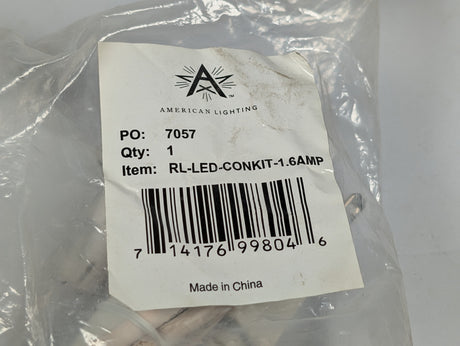 AMERICAN LIGHTING
TM
PO: 7057
Qty: 1
Item: RL-LED-CONKIT-1.6AMP
7 14176 99804 6
Made in China